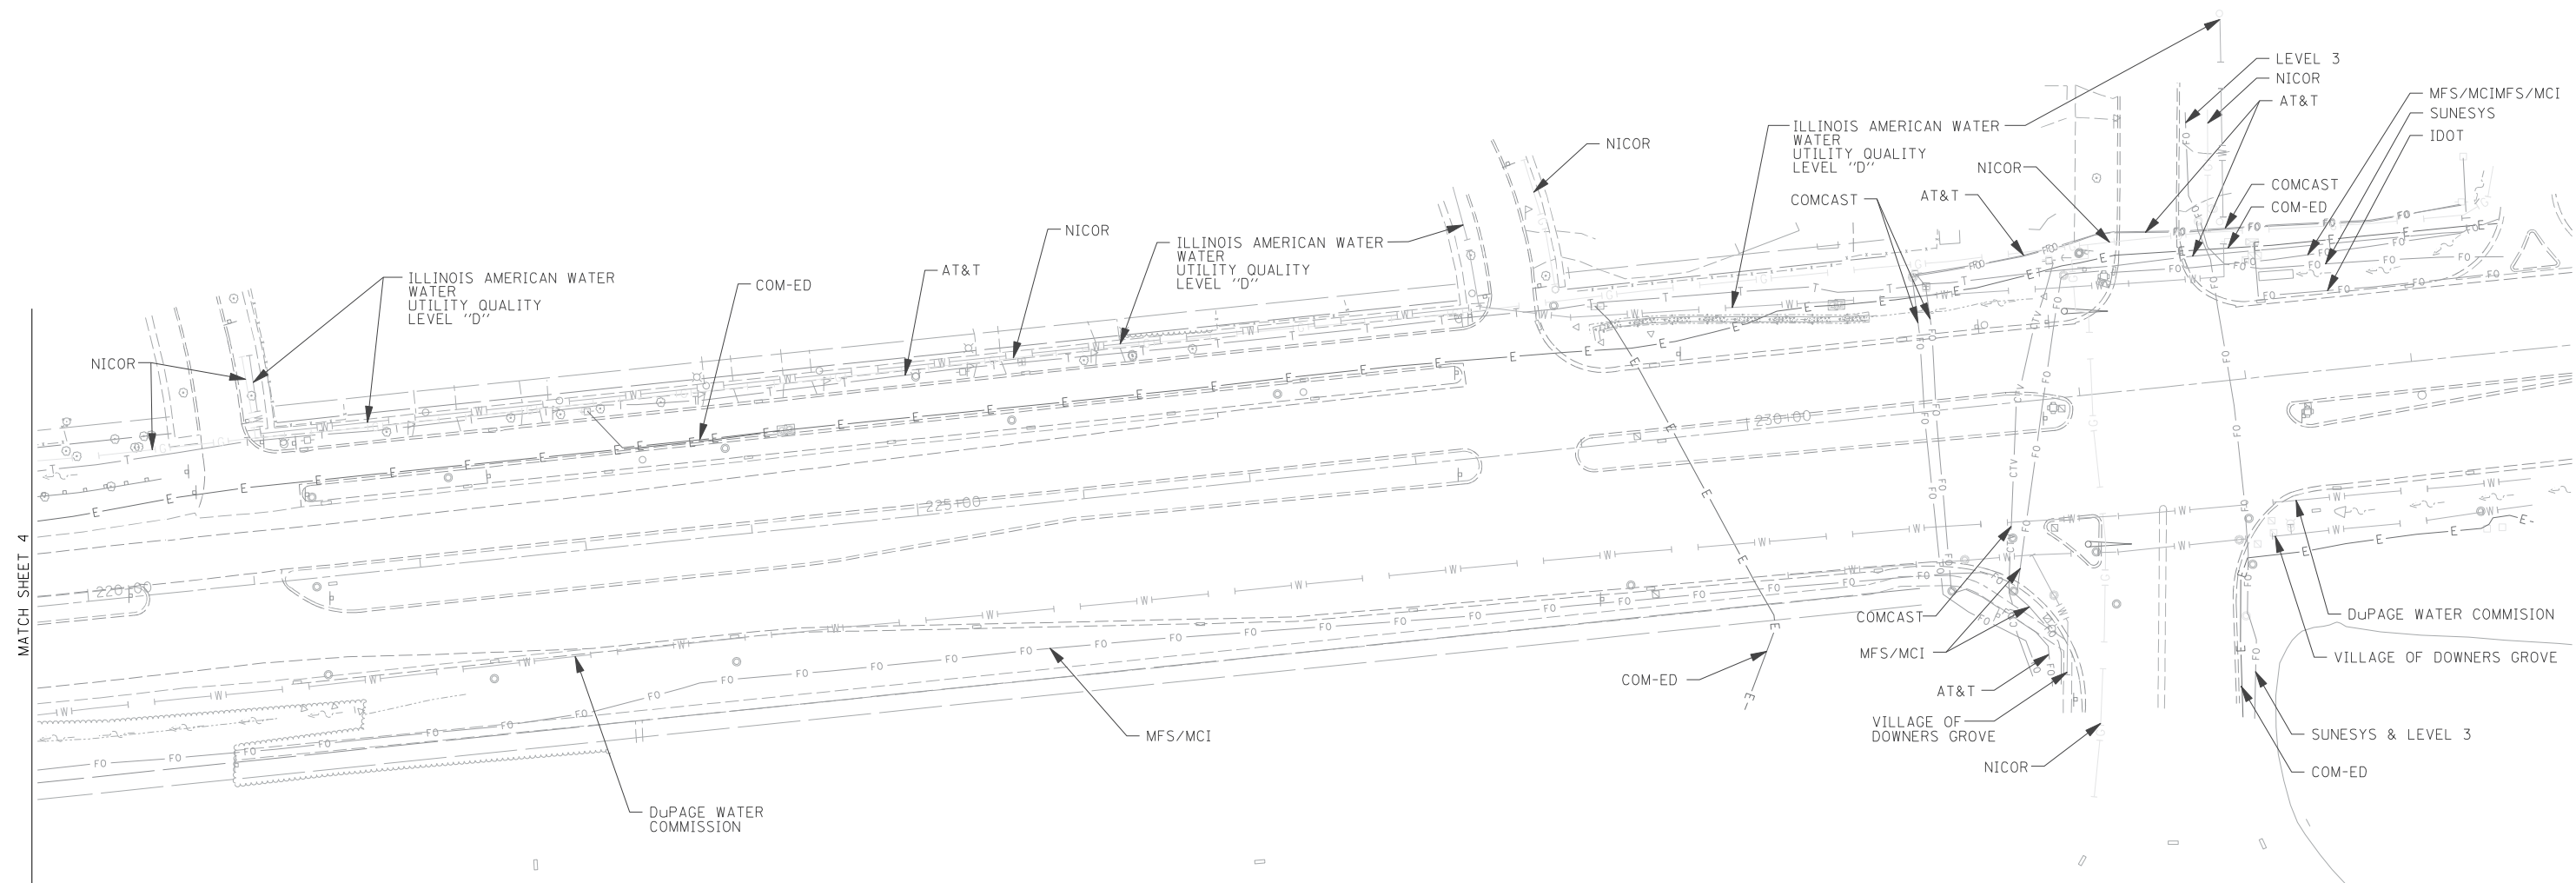 LEVEL 3
NICOR
AT&T
MFS/MCIMFS/MCI
SUNESYS
IDOT
ILLINOIS AMERICAN WATER
WATER
UTILITY QUALITY
LEVEL "D"
NICOR
NICOR
COMCAST
AT&T
COMCAST
COM-ED
NICOR
ILLINOIS AMERICAN WATER
WATER
UTILITY QUALITY
LEVEL "D"
AT&T
COM-ED
ILLINOIS AMERICAN WATER
WATER
UTILITY QUALITY
LEVEL "D"
NICOR
230+00
225+00
220+00
MATCH SHEET 4
COMCAST
DuPAGE WATER COMMISION
MFS/MCI
VILLAGE OF DOWNERS GROVE
COM-ED
AT&T
VILLAGE OF
DOWNERS GROVE
SUNESYS & LEVEL 3
MFS/MCI
NICOR
COM-ED
DuPAGE WATER
COMMISSION